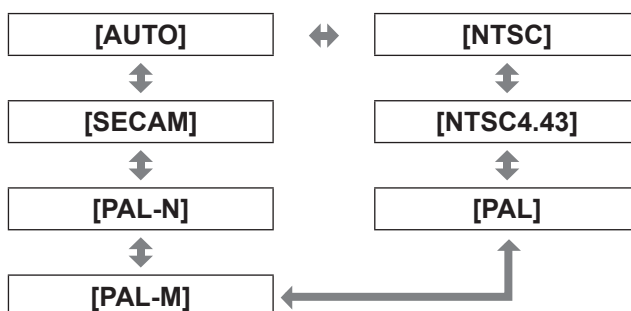 [AUTO] [NTSC]
[SECAM] [NTSC4.43]
[PAL-N] [PAL]
[PAL-M]